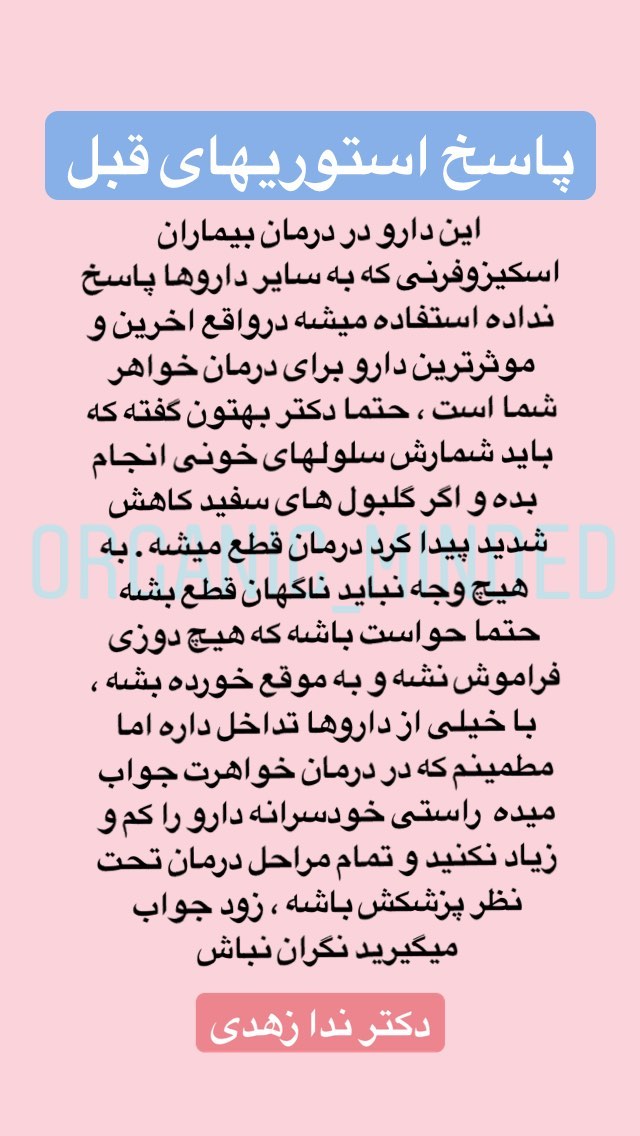 پاسخ استوریهای قبل
این دارو در درمان بیماران
اسکیزوفرنی که به سایر داروها پاسخ
نداده استفاده میشه درواقع اخرین و
موثرترین دارو برای درمان خواهر
شما است ، حتما دکتر بهتون گفته که
باید شمارش سلولهای خونی انجام
بده و اگر گلبول های سفید کاهش
شدید پیدا کرد درمان قطع میشه . به
هیچ وجه نباید ناگهان قطع بشه
حتما حواست باشه که هیچ دوزی
فراموش نشه و به موقع خورده بشه ،
با خیلی از داروها تداخل داره اما
مطمینم که در درمان خواهرت جواب
میده راستی خودسرانه دارو را کم و
زیاد نکنید و تمام مراحل درمان تحت
نظر پزشکش باشه ، زود جواب
میگیرید نگران نباش
دکتر ندا زهدی
ORGANIC_MINDED